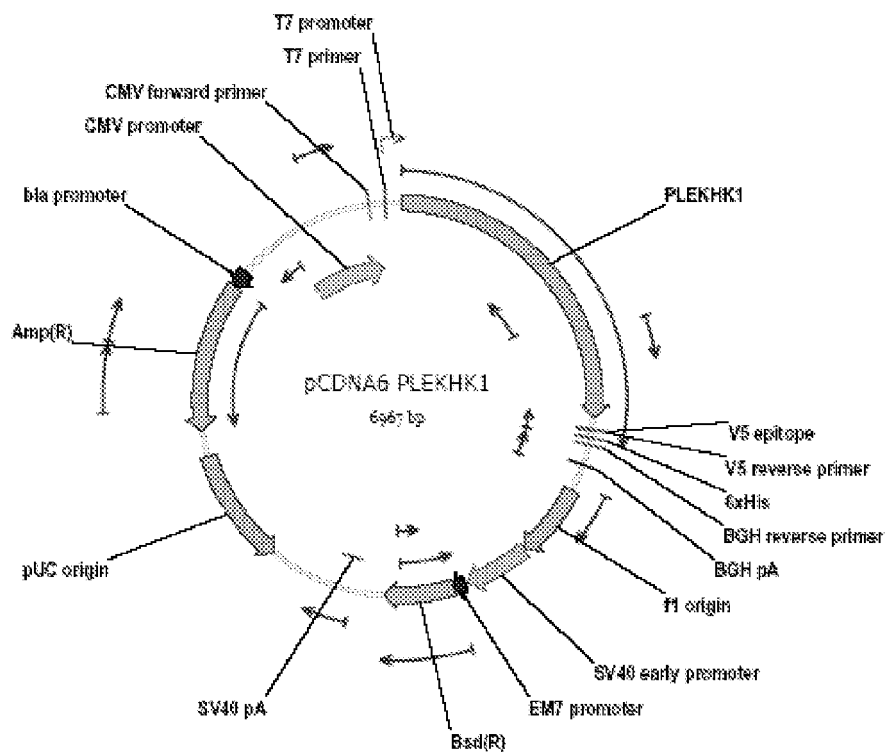 T7 promoter
T7 primer
CMV forward primer
CMV promoter
bla promoter
PLEKHK1
Amp(R)
pCDNA6 PLEKHK1
6967 bp
V5 epitope
V5 reverse primer
6xHis
BGH reverse primer
BGH pA
pUC origin
f1 origin
SV40 early promoter
SV40 pA
EM7 promoter
Bsd(R)